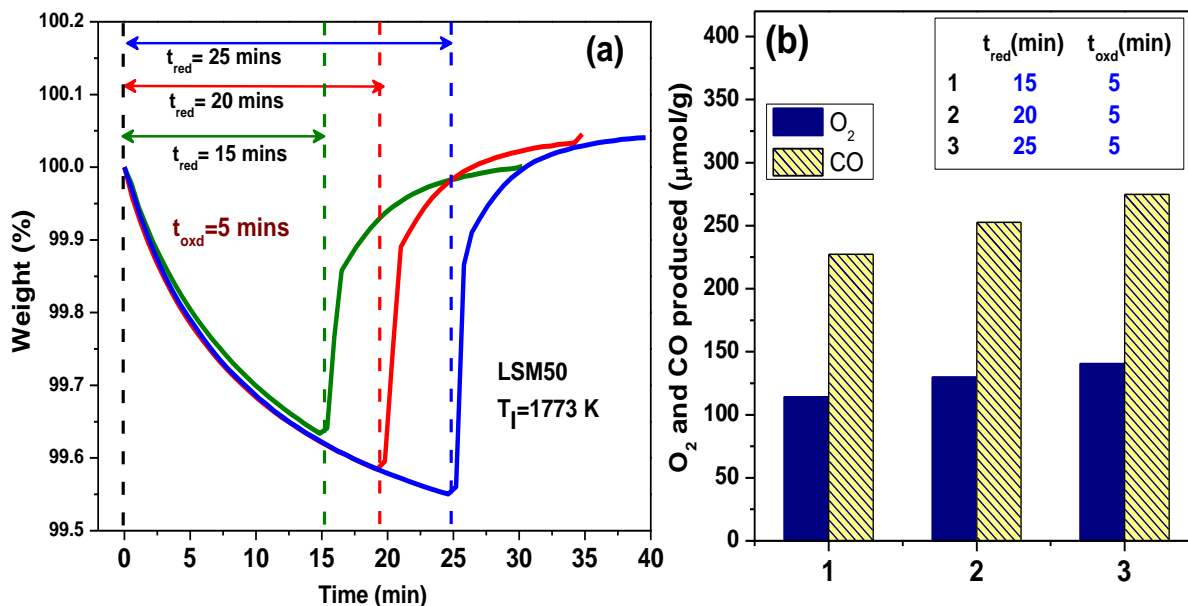 (a)
t_red= 25 mins
t_red= 20 mins
t_red= 15 mins
t_oxd=5 mins
LSM50
T_I=1773 K
100.2
100.1
100.0
99.9
99.8
99.7
99.6
99.5
Weight (%)
0 5 10 15 20 25 30 35 40
Time (min)
(b)
t_red(min) t_oxd(min)
1 15 5
2 20 5
3 25 5
O₂
CO
400
350
300
250
200
150
100
50
0
O₂ and CO produced (μmol/g)
1 2 3